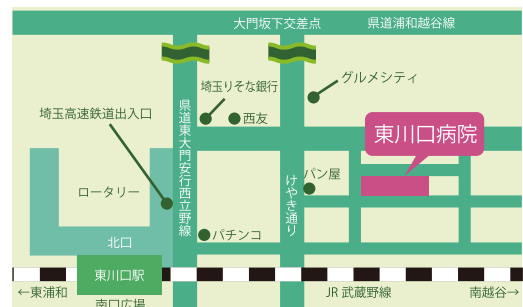 大門坂下交差点
県道浦和越谷線
グルメシティ
埼玉りそな銀行
西友
埼玉高速鉄道出入口
県道東大門安行西立野線
東川口病院
けやき通り
パン屋
ロータリー
パチンコ
北口
東川口駅
←東浦和
JR 武蔵野線
南越谷→
南口広場